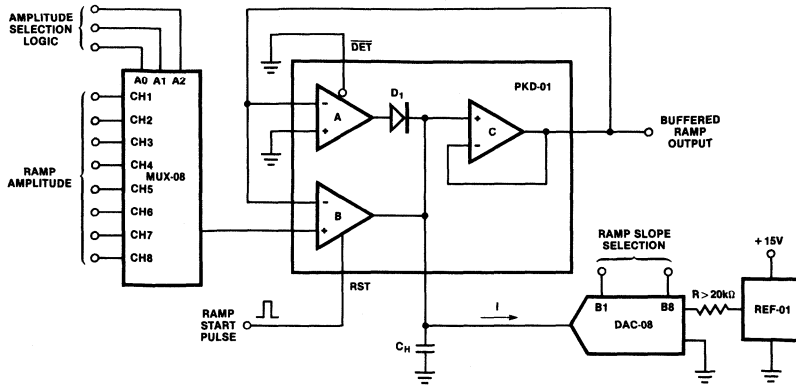 AMPLITUDE
SELECTION
LOGIC
A0 A1 A2
CH1
CH2
CH3
CH4
CH5
CH6
CH7
CH8
MUX-08
RAMP
AMPLITUDE
DET
PKD-01
D1
A
B
C
- + - + + -
RST
BUFFERED
RAMP
OUTPUT
RAMP
START
PULSE
CH
I
RAMP SLOPE
SELECTION
B1 B8
DAC-08
R > 20kΩ
+ 15V
REF-01